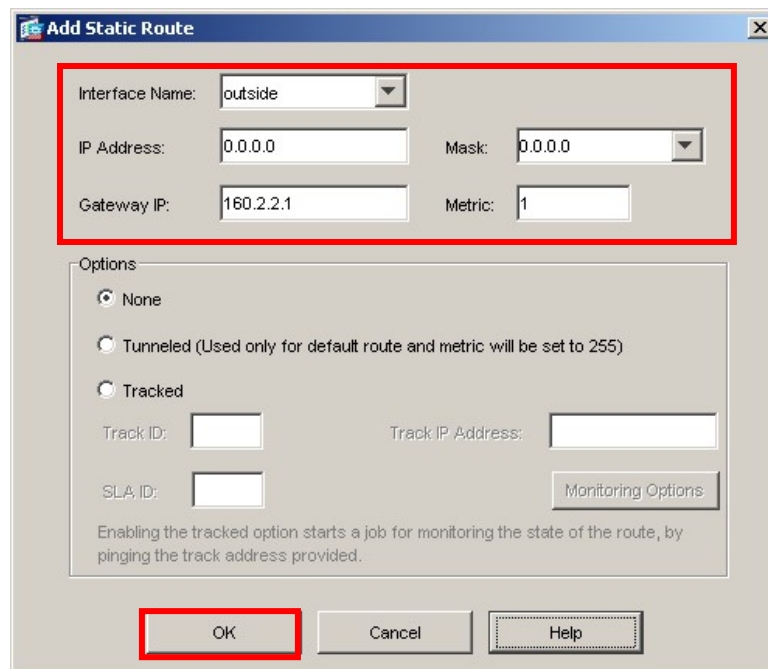 Add Static Route
Interface Name: outside
IP Address: 0.0.0.0 Mask: 0.0.0.0
Gateway IP: 160.2.2.1 Metric: 1
Options
None
Tunneled (Used only for default route and metric will be set to 255)
Tracked
Track ID: Track IP Address:
SLA ID: Monitoring Options
Enabling the tracked option starts a job for monitoring the state of the route, by
pinging the track address provided.
OK Cancel Help